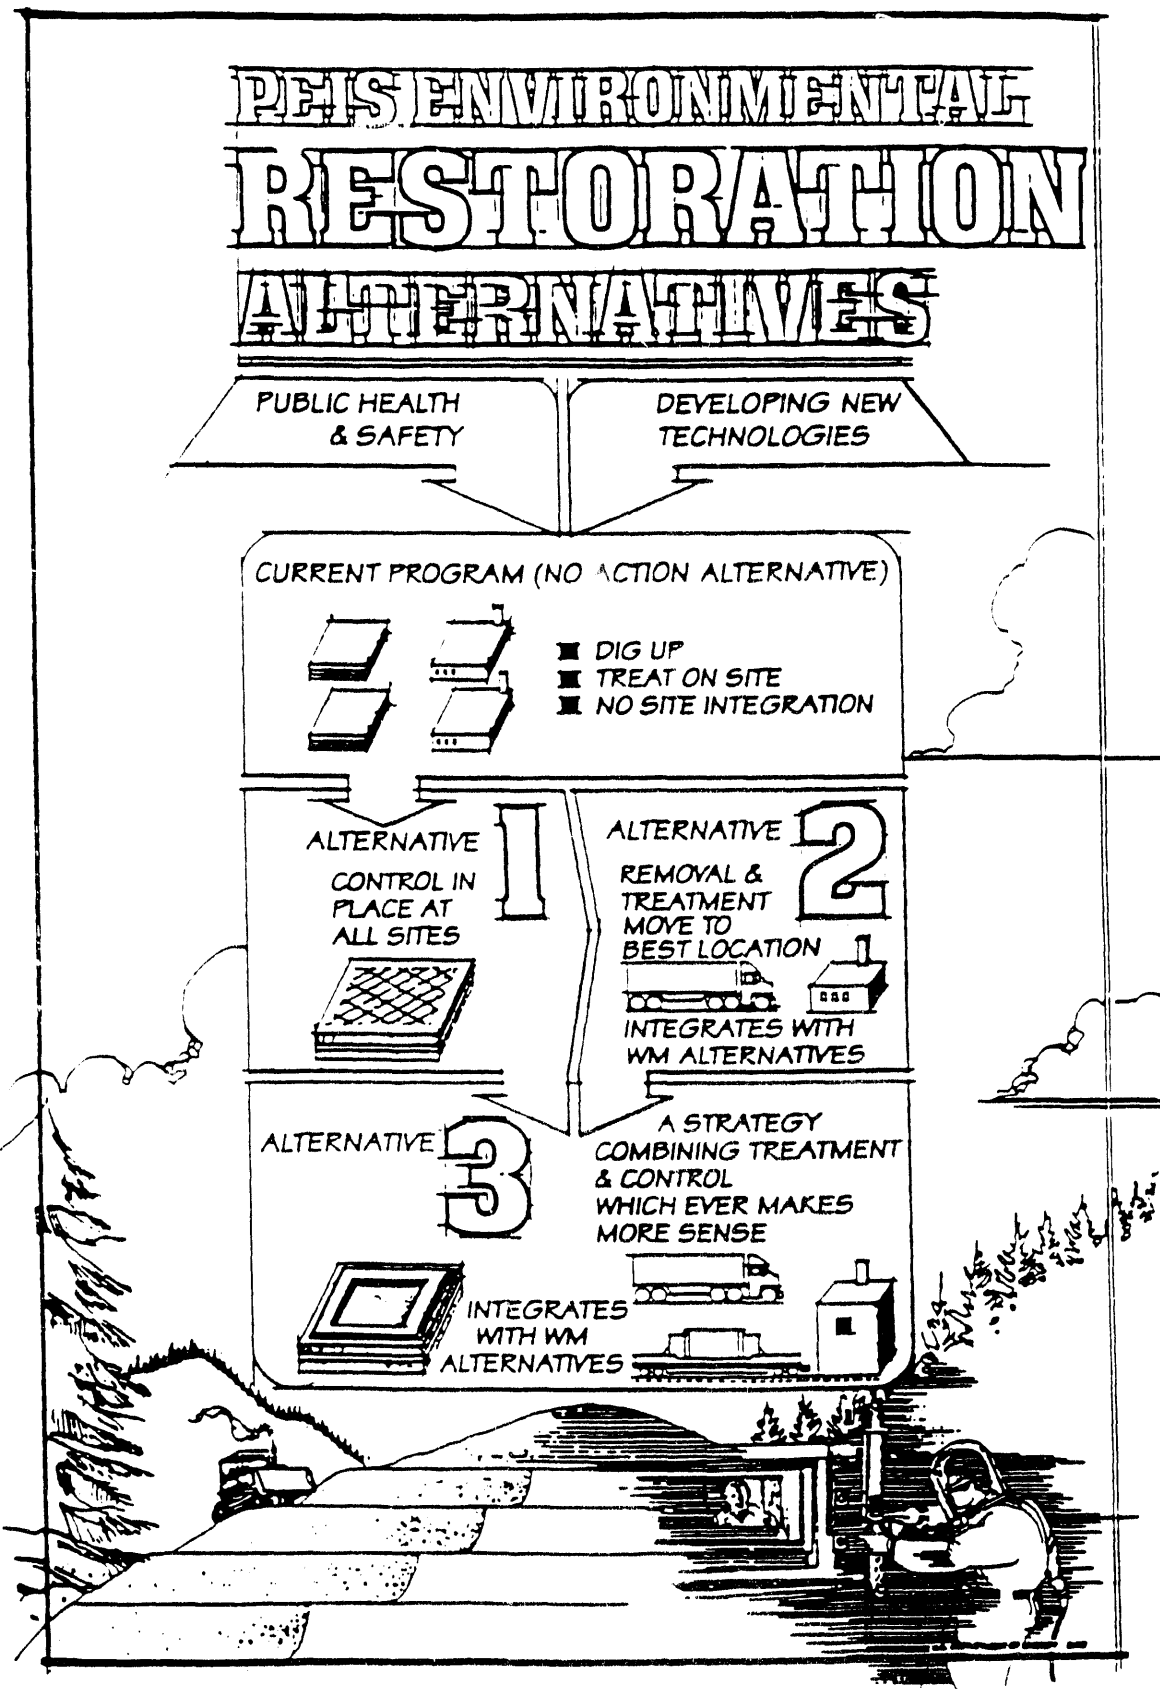 PEIS ENVIRONMENTAL
RESTORATION
ALTERNATIVES
PUBLIC HEALTH
& SAFETY
DEVELOPING NEW
TECHNOLOGIES
CURRENT PROGRAM (NO ACTION ALTERNATIVE)
DIG UP
TREAT ON SITE
NO SITE INTEGRATION
ALTERNATIVE 1
CONTROL IN
PLACE AT
ALL SITES
ALTERNATIVE 2
REMOVAL &
TREATMENT
MOVE TO
BEST LOCATION
INTEGRATES WITH
WM ALTERNATIVES
ALTERNATIVE 3
A STRATEGY
COMBINING TREATMENT
& CONTROL
WHICH EVER MAKES
MORE SENSE
INTEGRATES
WITH WM
ALTERNATIVES